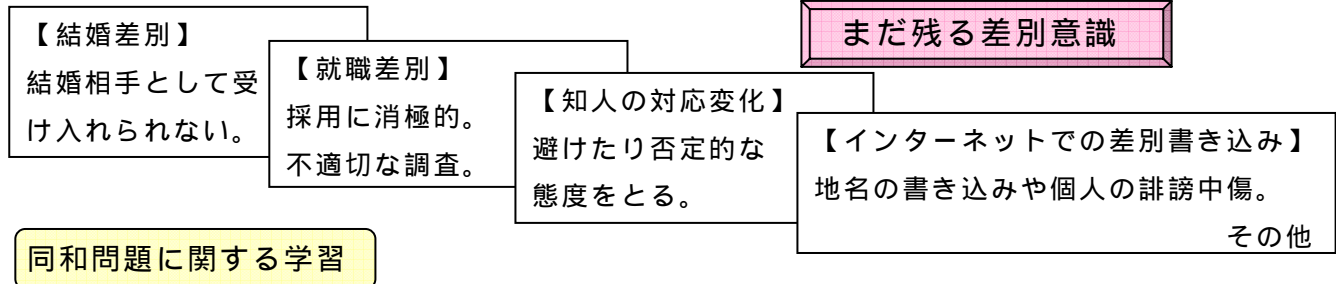 まだ残る差別意識
【結婚差別】
結婚相手として受
け入れられない。
【就職差別】
採用に消極的。
不適切な調査。
【知人の対応変化】
避けたり否定的な
態度をとる。
【インターネットでの差別書き込み】
地名の書き込みや個人の誹謗中傷。
その他
同和問題に関する学習